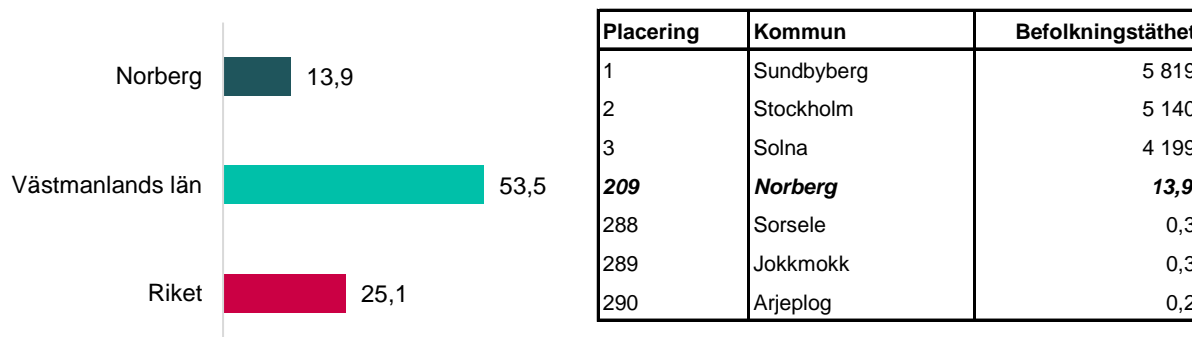 Norberg 13,9
Västmanlands län 53,5
Riket 25,1
Placering Kommun Befolkningstäthet
1 Sundbyberg 5 819
2 Stockholm 5 140
3 Solna 4 199
209 Norberg 13,9
288 Sorsele 0,3
289 Jokkmokk 0,3
290 Arjeplog 0,2